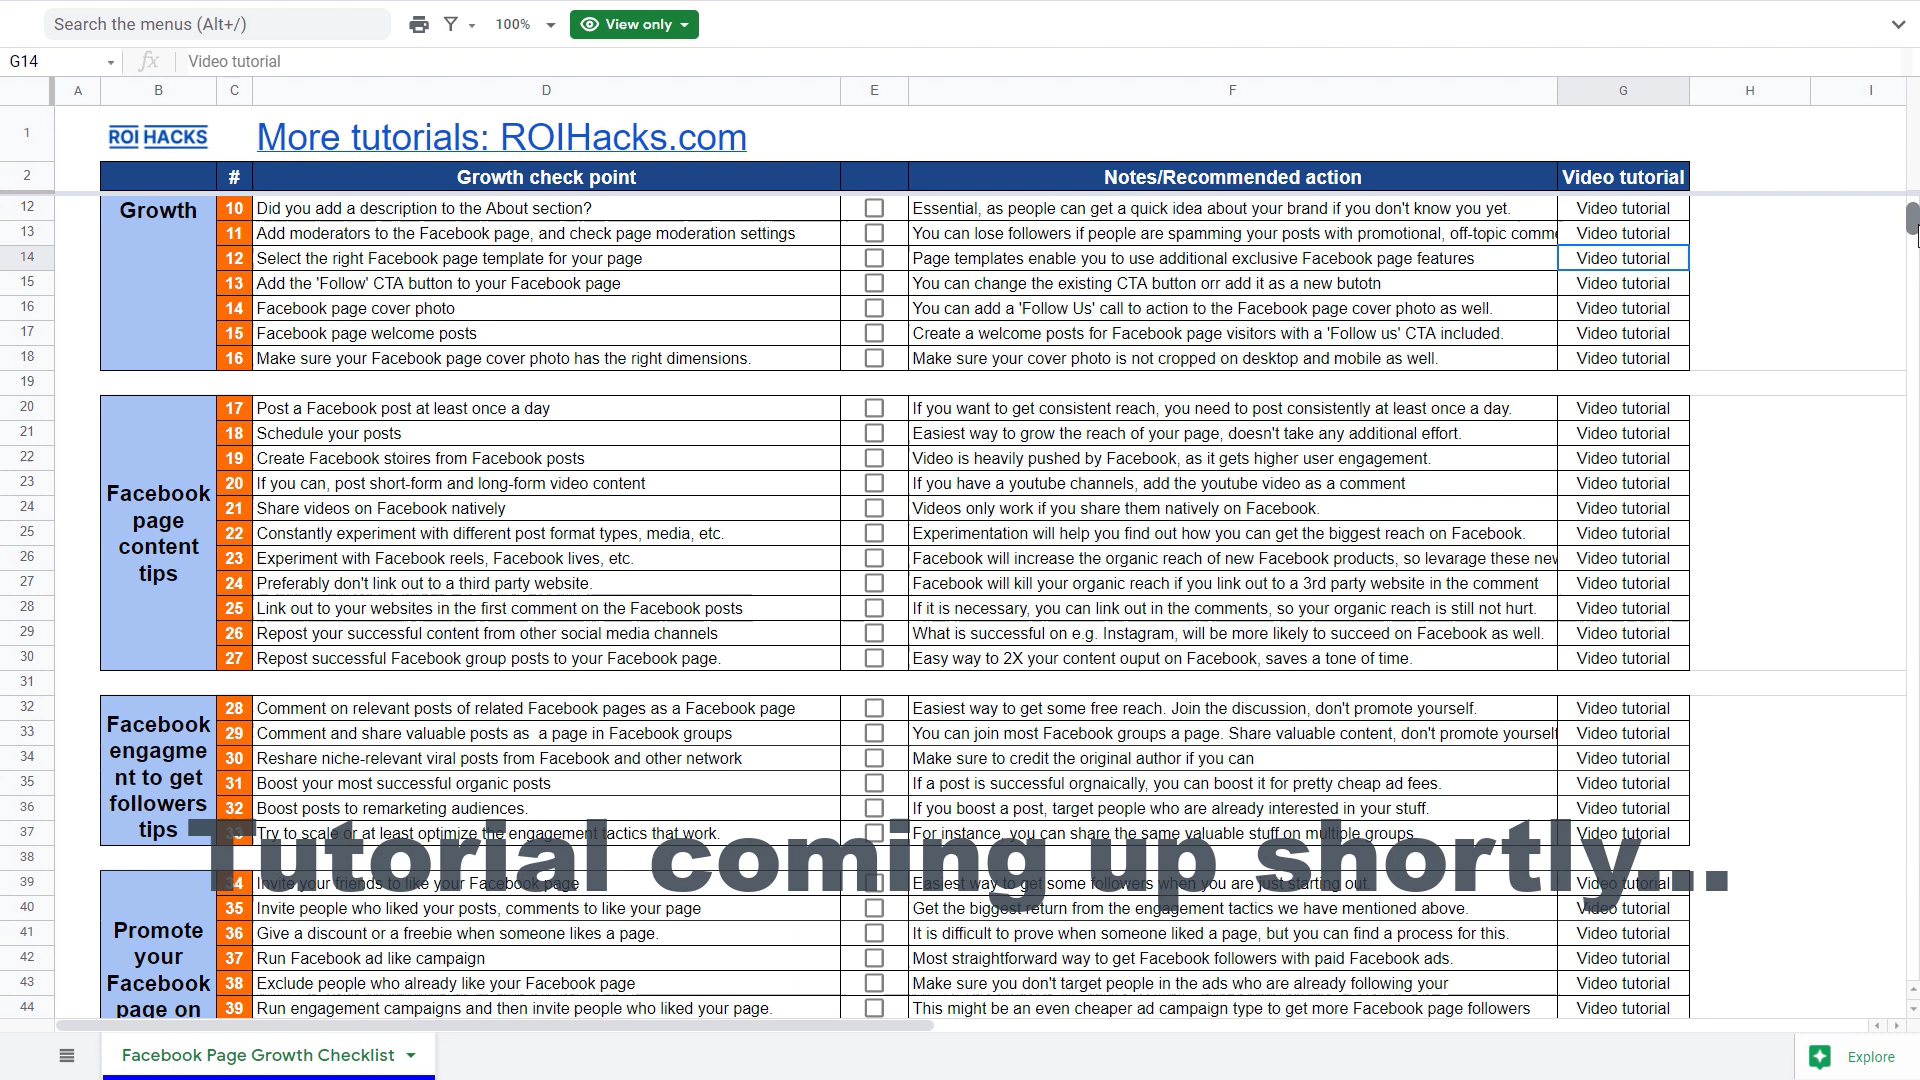 Search the menus (Alt+/)
100%
View only
G14
fx
Video tutorial
A B C D E F G H I
1 ROI HACKS More tutorials: ROIHacks.com
2 # Growth check point Notes/Recommended action Video tutorial
Growth
12 10 Did you add a description to the About section? Essential, as people can get a quick idea about your brand if you don't know you yet. Video tutorial
13 11 Add moderators to the Facebook page, and check page moderation settings You can lose followers if people are spamming your posts with promotional, off-topic comme Video tutorial
14 12 Select the right Facebook page template for your page Page templates enable you to use additional exclusive Facebook page features Video tutorial
15 13 Add the 'Follow' CTA button to your Facebook page You can change the existing CTA button orr add it as a new butotn Video tutorial
16 14 Facebook page cover photo You can add a 'Follow Us' call to action to the Facebook page cover photo as well. Video tutorial
17 15 Facebook page welcome posts Create a welcome posts for Facebook page visitors with a 'Follow us' CTA included. Video tutorial
18 16 Make sure your Facebook page cover photo has the right dimensions. Make sure your cover photo is not cropped on desktop and mobile as well. Video tutorial
19
Facebook
page
content
tips
20 17 Post a Facebook post at least once a day If you want to get consistent reach, you need to post consistently at least once a day. Video tutorial
21 18 Schedule your posts Easiest way to grow the reach of your page, doesn't take any additional effort. Video tutorial
22 19 Create Facebook stoires from Facebook posts Video is heavily pushed by Facebook, as it gets higher user engagement. Video tutorial
23 20 If you can, post short-form and long-form video content If you have a youtube channels, add the youtube video as a comment Video tutorial
24 21 Share videos on Facebook natively Videos only work if you share them natively on Facebook. Video tutorial
25 22 Constantly experiment with different post format types, media, etc. Experimentation will help you find out how you can get the biggest reach on Facebook. Video tutorial
26 23 Experiment with Facebook reels, Facebook lives, etc. Facebook will increase the organic reach of new Facebook products, so levarage these new Video tutorial
27 24 Preferably don't link out to a third party website. Facebook will kill your organic reach if you link out to a 3rd party website in the comment Video tutorial
28 25 Link out to your websites in the first comment on the Facebook posts If it is necessary, you can link out in the comments, so your organic reach is still not hurt. Video tutorial
29 26 Repost your successful content from other social media channels What is successful on e.g. Instagram, will be more likely to succeed on Facebook as well. Video tutorial
30 27 Repost successful Facebook group posts to your Facebook page. Easy way to 2X your content ouput on Facebook, saves a tone of time. Video tutorial
31
Facebook
engagme
nt to get
followers
tips
32 28 Comment on relevant posts of related Facebook pages as a Facebook page Easiest way to get some free reach. Join the discussion, don't promote yourself. Video tutorial
33 29 Comment and share valuable posts as a page in Facebook groups You can join most Facebook groups a page. Share valuable content, don't promote yourself Video tutorial
34 30 Reshare niche-relevant viral posts from Facebook and other network Make sure to credit the original author if you can Video tutorial
35 31 Boost your most successful organic posts If a post is successful orgnaically, you can boost it for pretty cheap ad fees. Video tutorial
36 32 Boost posts to remarketing audiences. If you boost a post, target people who are already interested in your stuff. Video tutorial
37 33 Try to scale or at least optimize the engagement tactics that work. For instance, you can share the same valuable stuff on multiple groups Video tutorial
38
Tutorial coming up shortly...
Promote
your
Facebook
page on
39 34 Invite your friends to like your Facebook page Easiest way to get some followers when you are just starting out. Video tutorial
40 35 Invite people who liked your posts, comments to like your page Get the biggest return from the engagement tactics we have mentioned above. Video tutorial
41 36 Give a discount or a freebie when someone likes a page. It is difficult to prove when someone liked a page, but you can find a process for this. Video tutorial
42 37 Run Facebook ad like campaign Most straightforward way to get Facebook followers with paid Facebook ads. Video tutorial
43 38 Exclude people who already like your Facebook page Make sure you don't target people in the ads who are already following your Video tutorial
44 39 Run engagement campaigns and then invite people who liked your page. This might be an even cheaper ad campaign type to get more Facebook page followers Video tutorial
Facebook Page Growth Checklist
Explore